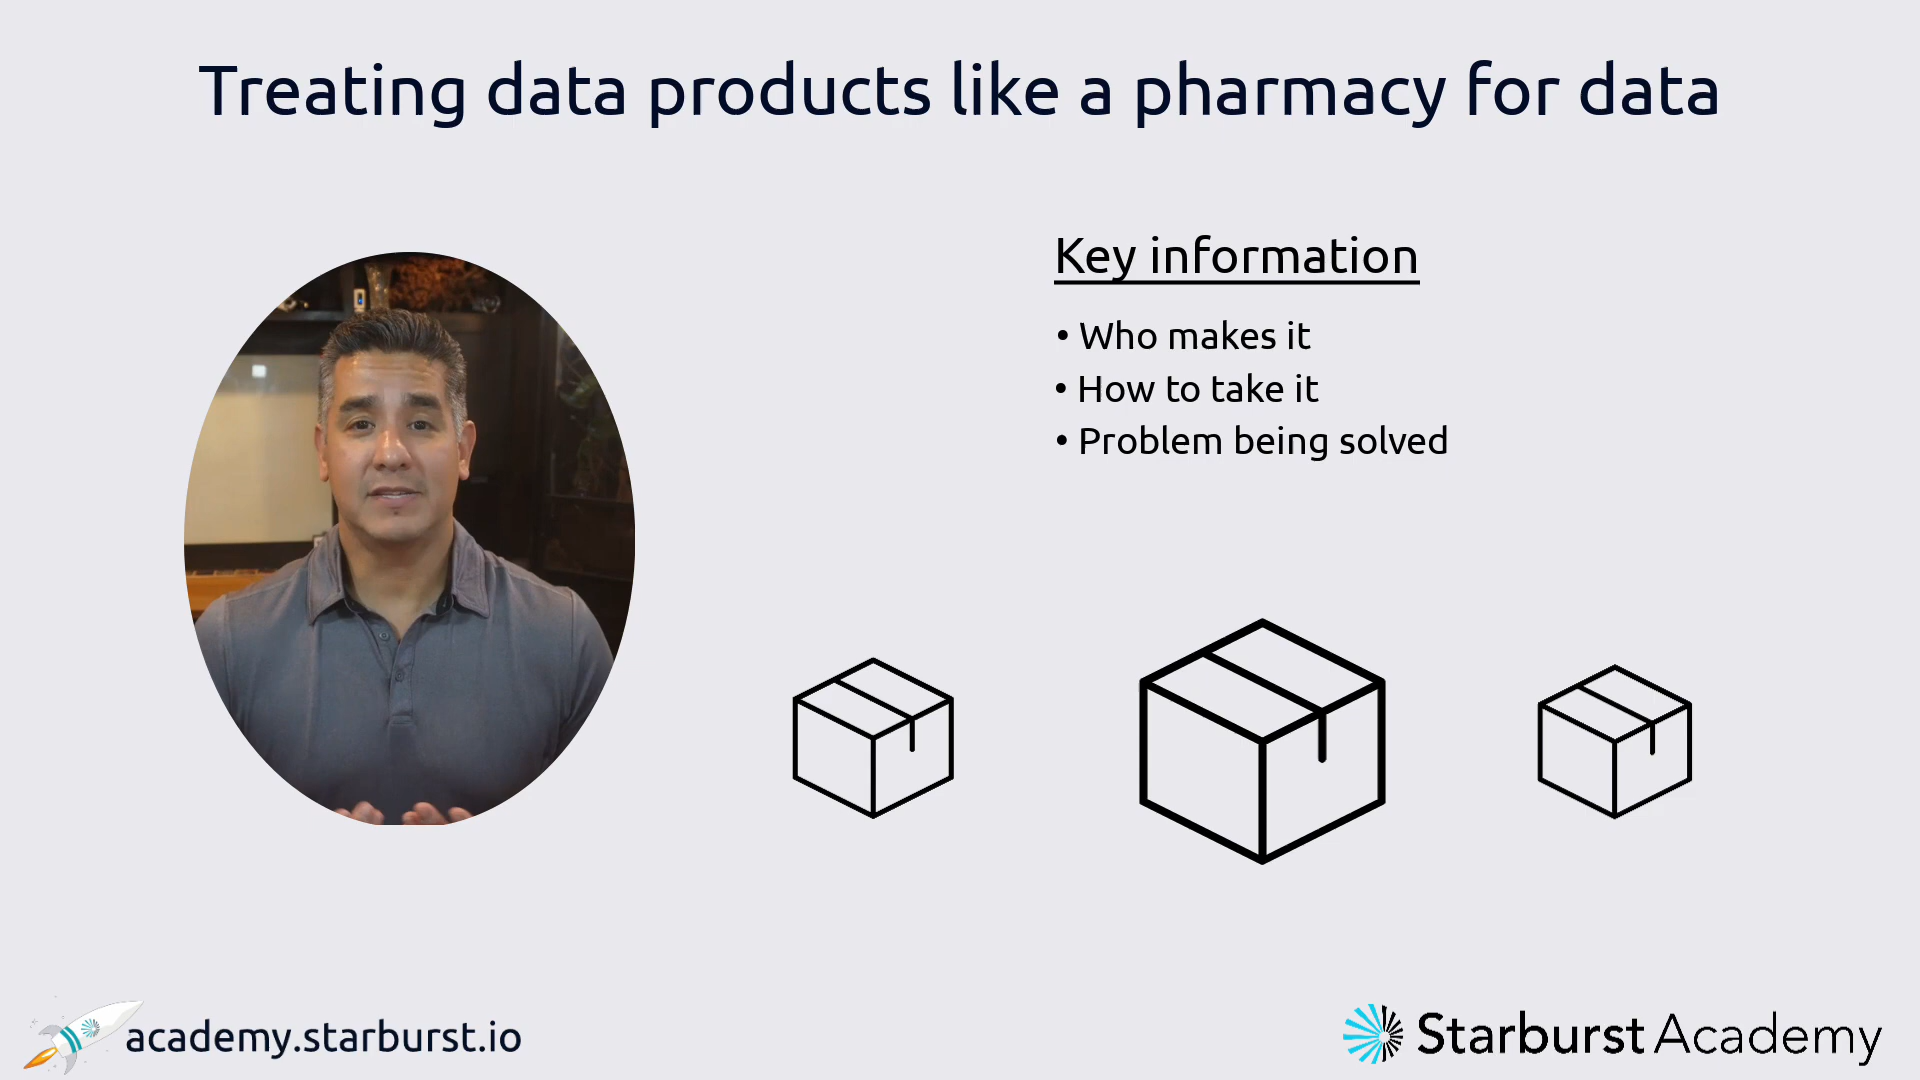 Treating data products like a pharmacy for data
Key information
• Who makes it
• How to take it
• Problem being solved
academy.starburst.io
Starburst Academy